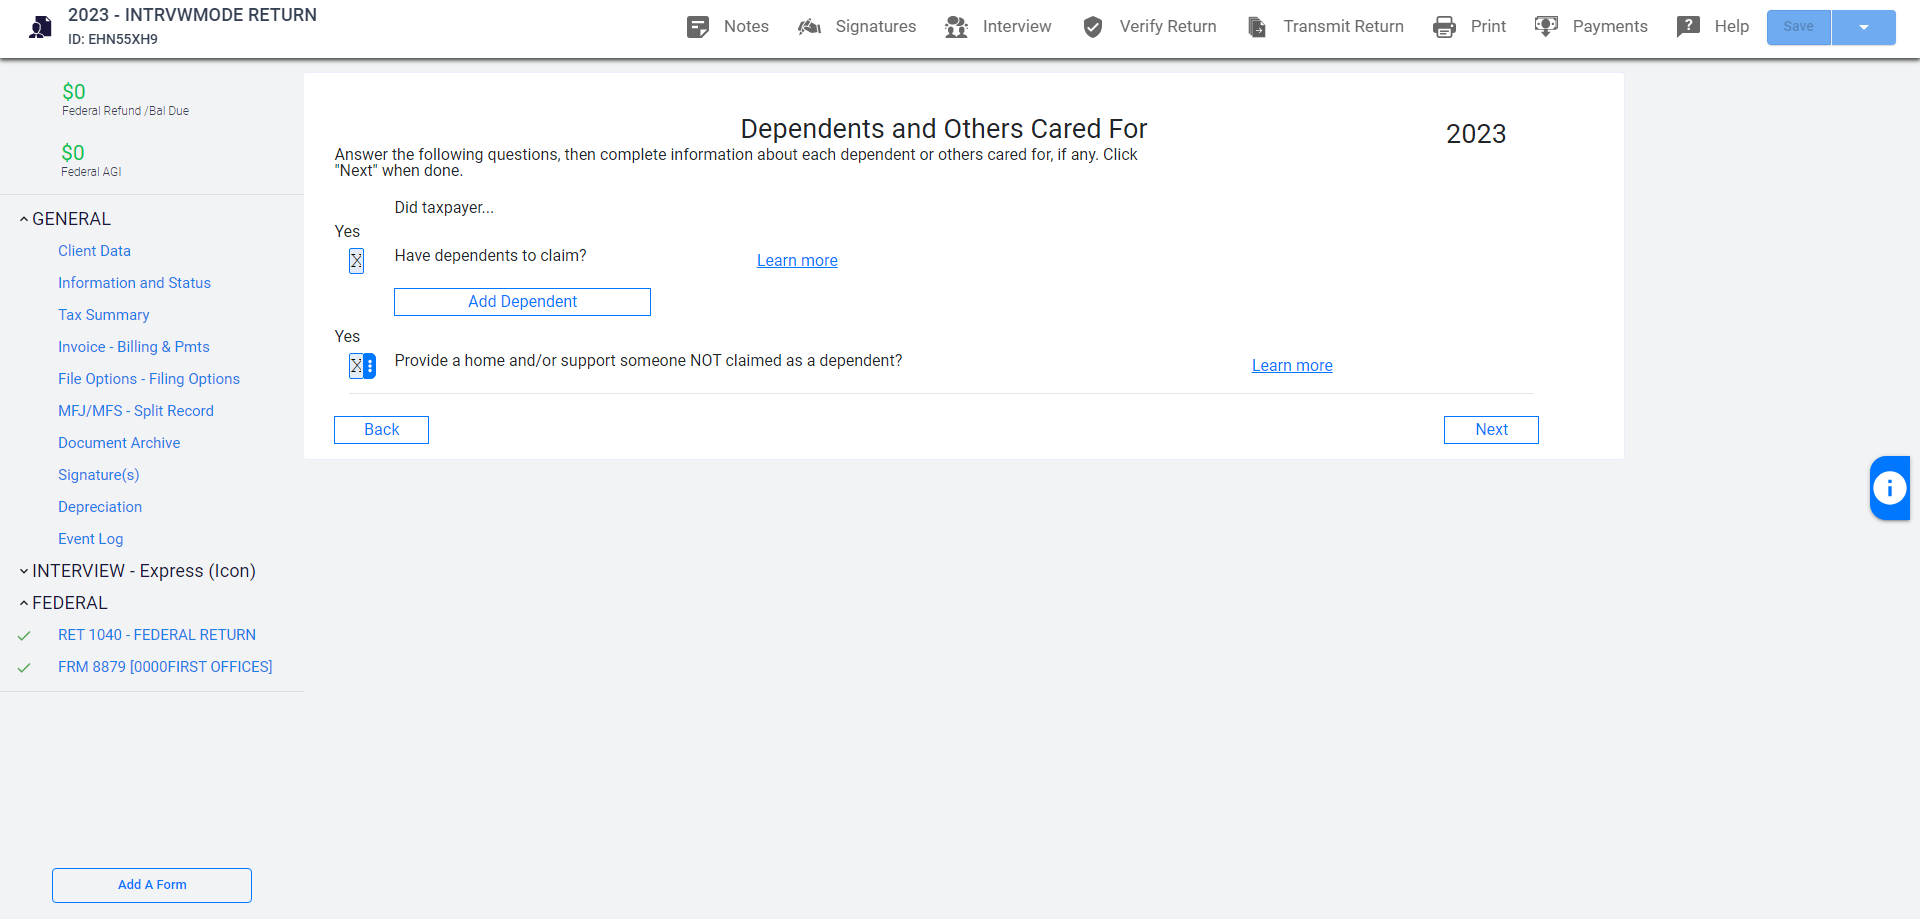 2023 - INTRVWMODE RETURN
ID: EHN55XH9
Notes
Signatures
Interview
Verify Return
Transmit Return
Print
Payments
Help
Save
$0
Federal Refund /Bal Due
$0
Federal AGI
GENERAL
Client Data
Information and Status
Tax Summary
Invoice - Billing & Pmts
File Options - Filing Options
MFJ/MFS - Split Record
Document Archive
Signature(s)
Depreciation
Event Log
INTERVIEW - Express (Icon)
FEDERAL
RET 1040 - FEDERAL RETURN
FRM 8879 [0000FIRST OFFICES]
Add A Form
Dependents and Others Cared For
2023
Answer the following questions, then complete information about each dependent or others cared for, if any. Click
"Next" when done.
Did taxpayer...
Yes
X Have dependents to claim? Learn more
Add Dependent
Yes
X Provide a home and/or support someone NOT claimed as a dependent? Learn more
Back
Next